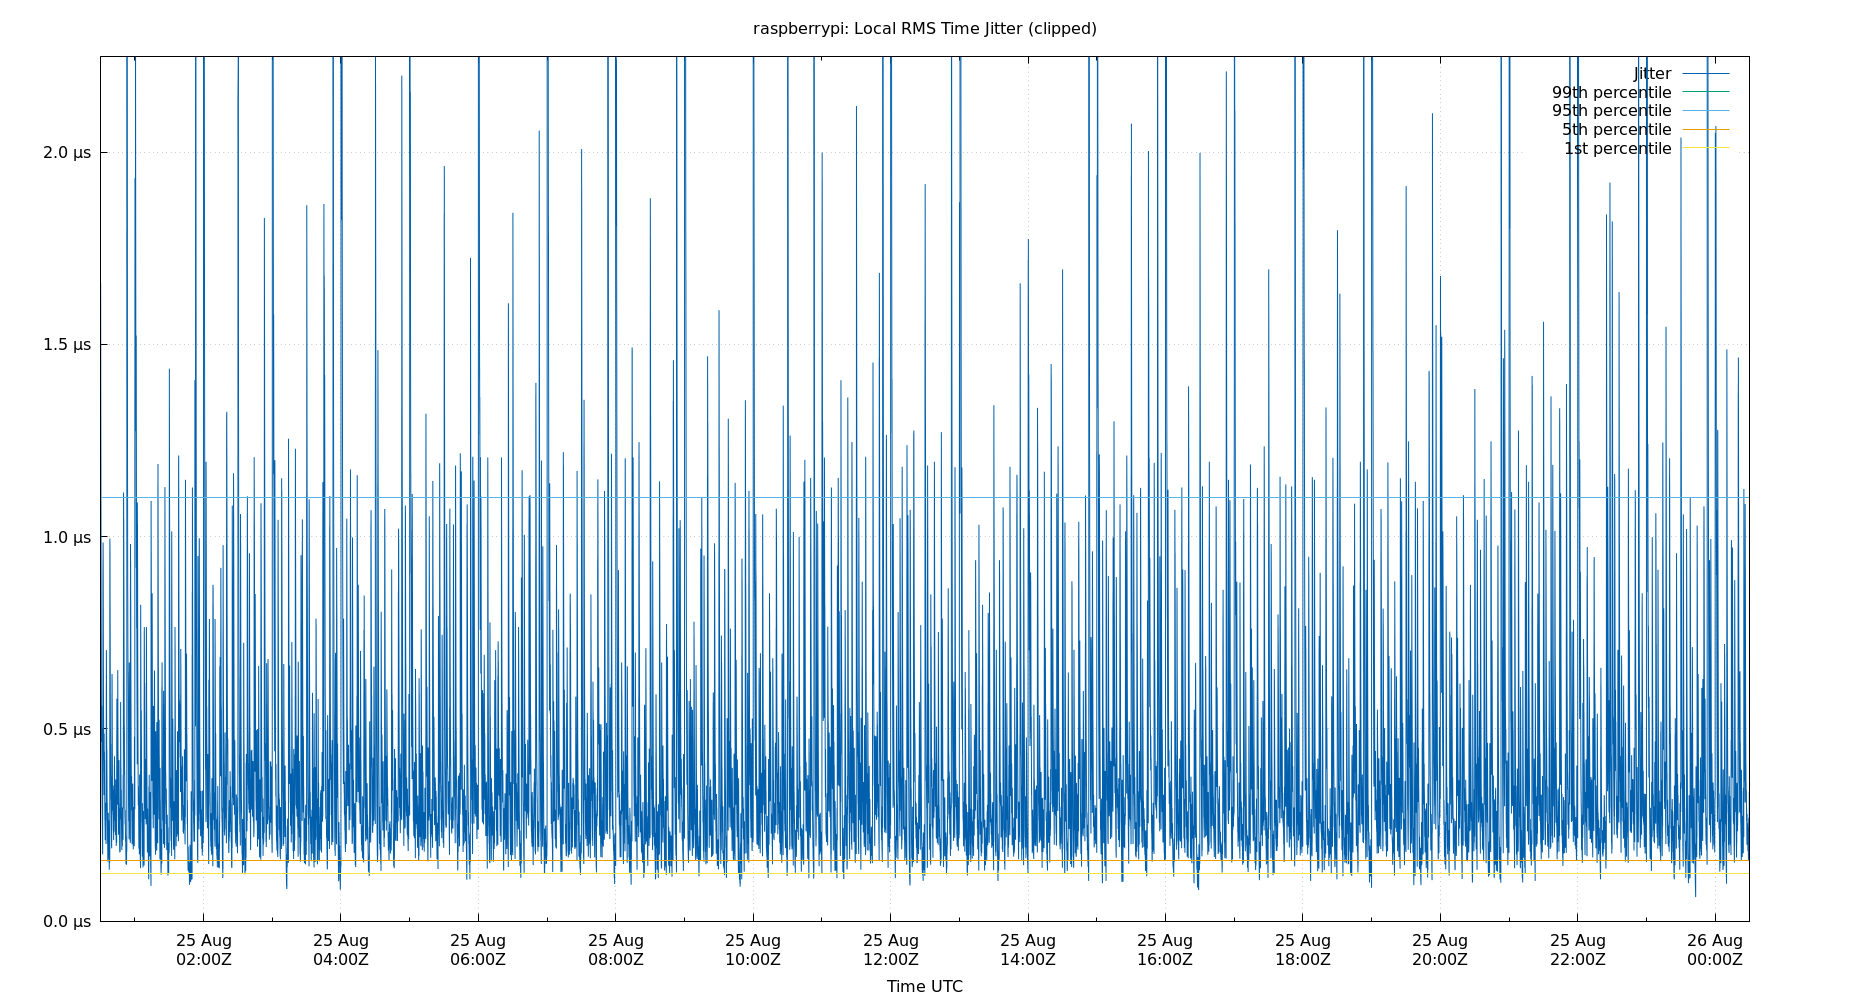 raspberrypi: Local RMS Time Jitter (clipped)
Jitter
99th percentile
95th percentile
5th percentile
1st percentile
2.0 µs
1.5 µs
1.0 µs
0.5 µs
0.0 µs
25 Aug 25 Aug 25 Aug 25 Aug 25 Aug 25 Aug 25 Aug 25 Aug 25 Aug 25 Aug 25 Aug 26 Aug
02:00Z 04:00Z 06:00Z 08:00Z 10:00Z 12:00Z 14:00Z 16:00Z 18:00Z 20:00Z 22:00Z 00:00Z
Time UTC